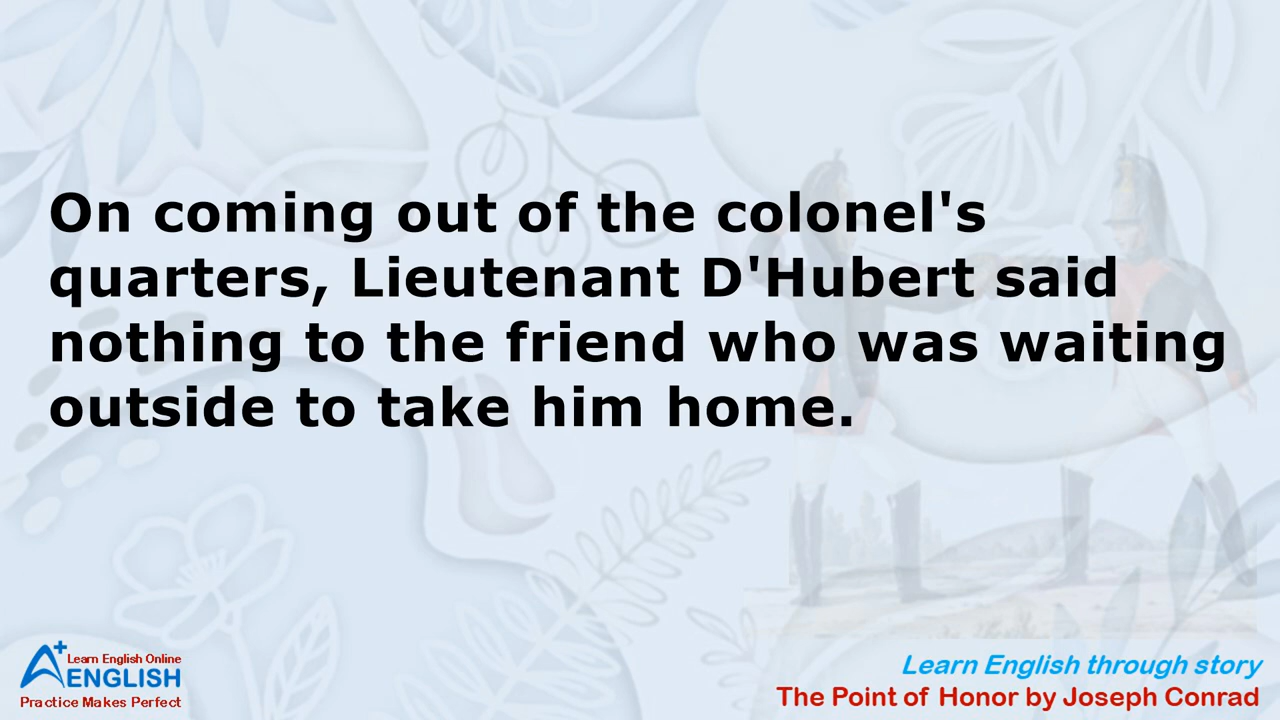 On coming out of the colonel's
quarters, Lieutenant D'Hubert said
nothing to the friend who was waiting
outside to take him home.
A+ Learn English Online
ENGLISH
Practice Makes Perfect
Learn English through story
The Point of Honor by Joseph Conrad